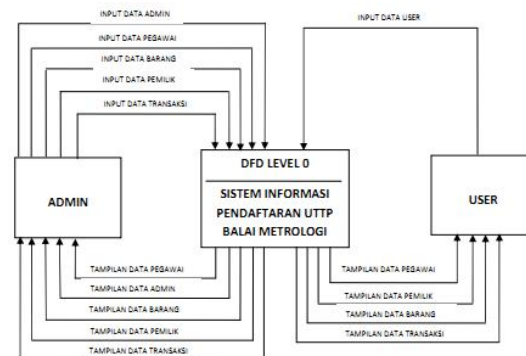 INPUT DATA ADMIN
INPUT DATA PEGAWAI
INPUT DATA BARANG
INPUT DATA PEMILIK
INPUT DATA TRANSAKSI
INPUT DATA USER
ADMIN
DFD LEVEL 0
SISTEM INFORMASI
PENDAFTARAN UTTP
BALAI METROLOGI
USER
TAMPILAN DATA PEGAWAI
TAMPILAN DATA ADMIN
TAMPILAN DATA BARANG
TAMPILAN DATA PEMILIK
TAMPILAN DATA TRANSAKSI
TAMPILAN DATA PEGAWAI
TAMPILAN DATA PEMILIK
TAMPILAN DATA BARANG
TAMPILAN DATA TRANSAKSI